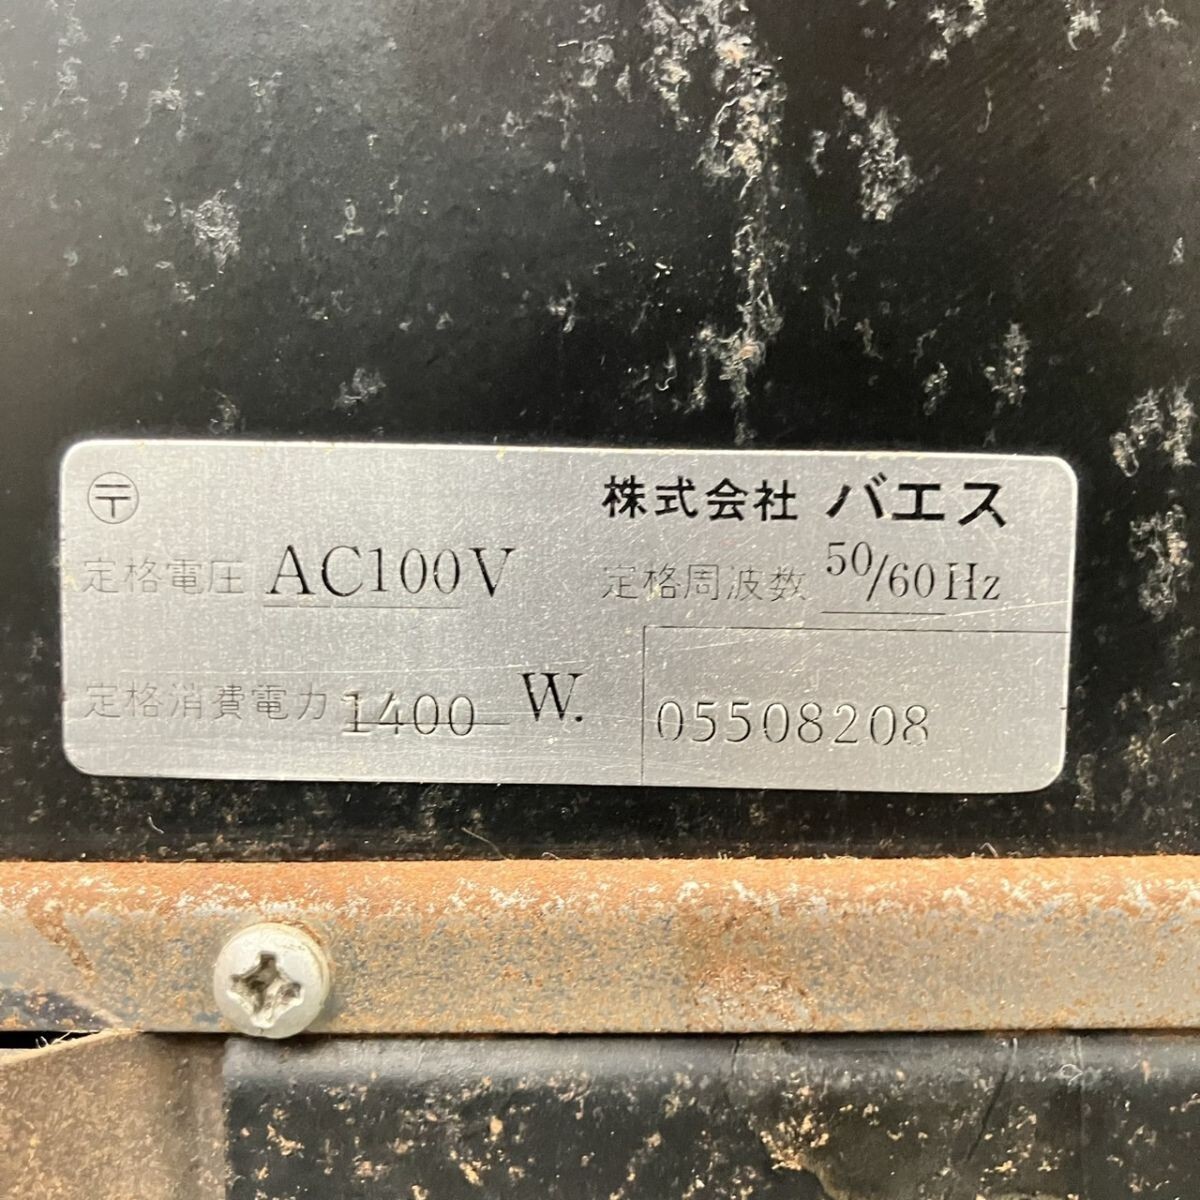 〒
株式会社 バエス
定格電圧 AC100V 定格周波数 50/60Hz
定格消費電力 1400 W.
05508208